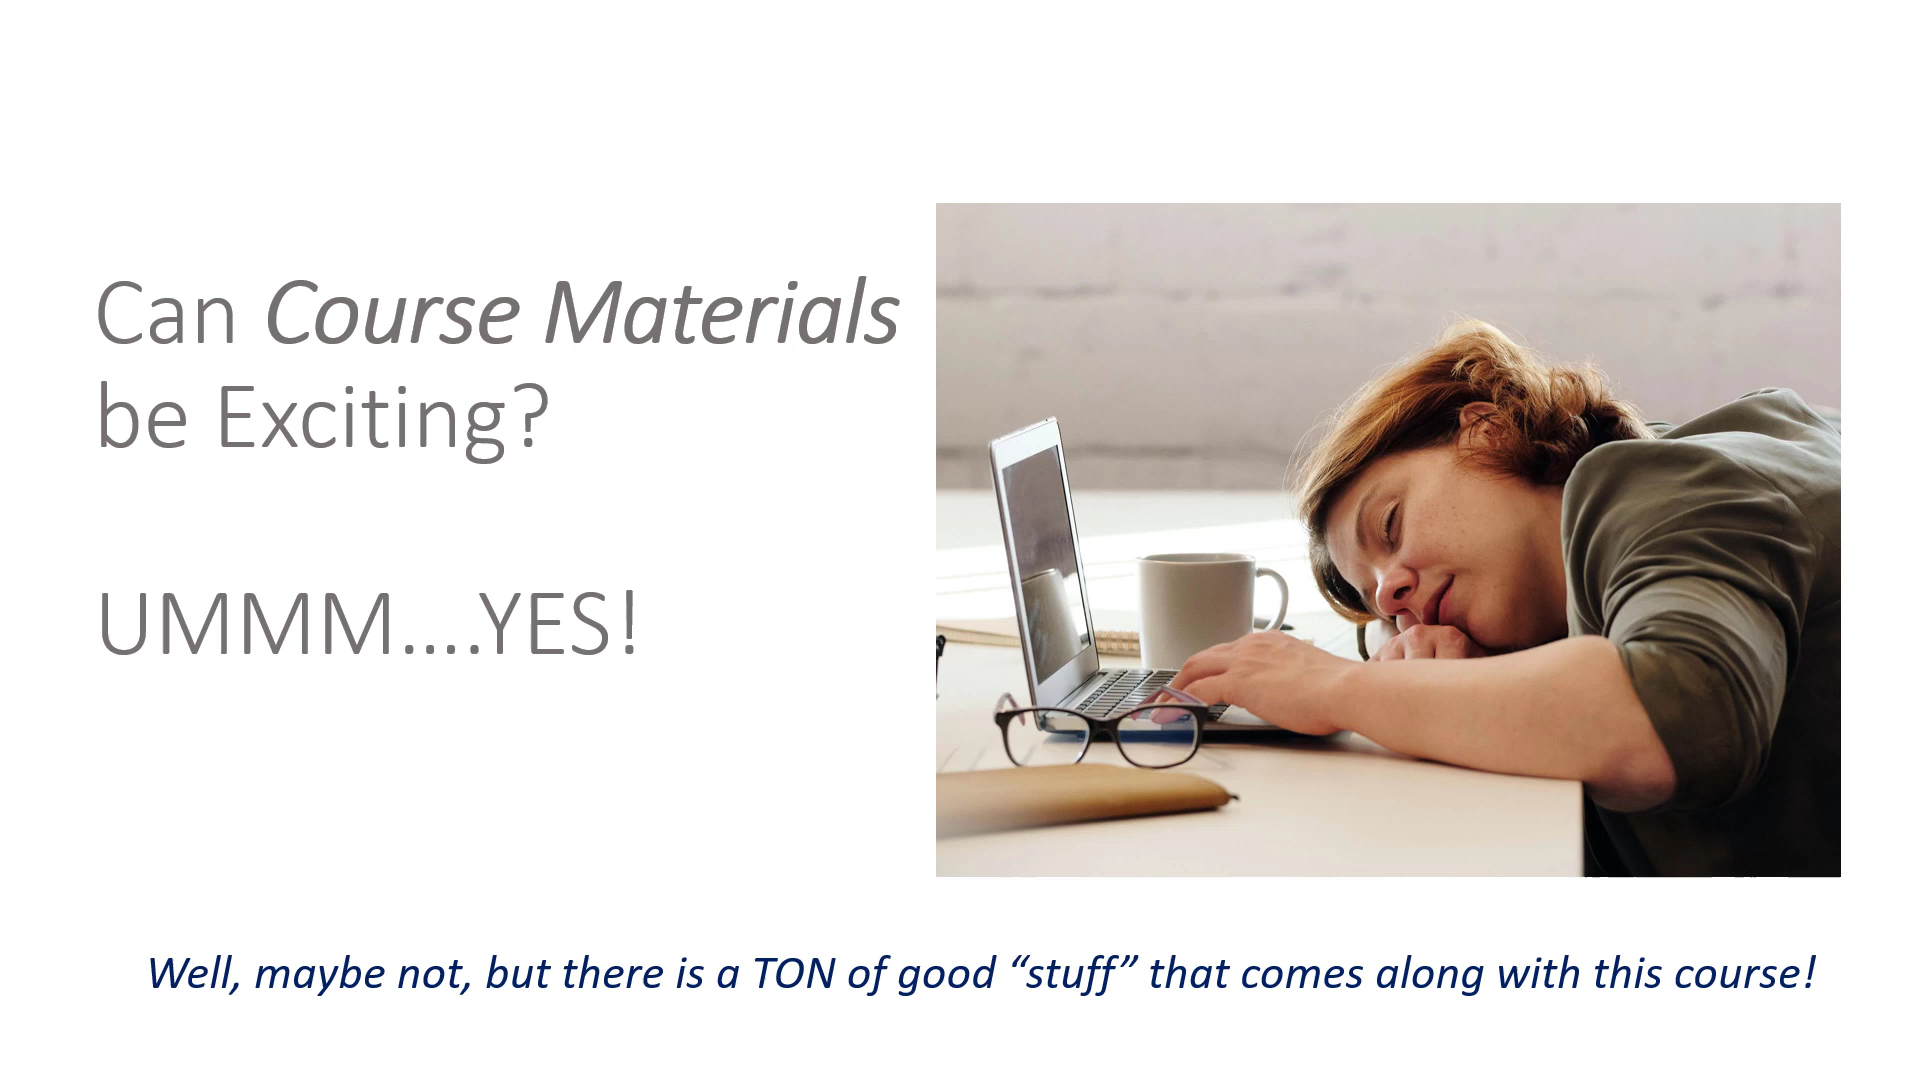 Can Course Materials
be Exciting?
UMMM....YES!
Well, maybe not, but there is a TON of good “stuff” that comes along with this course!